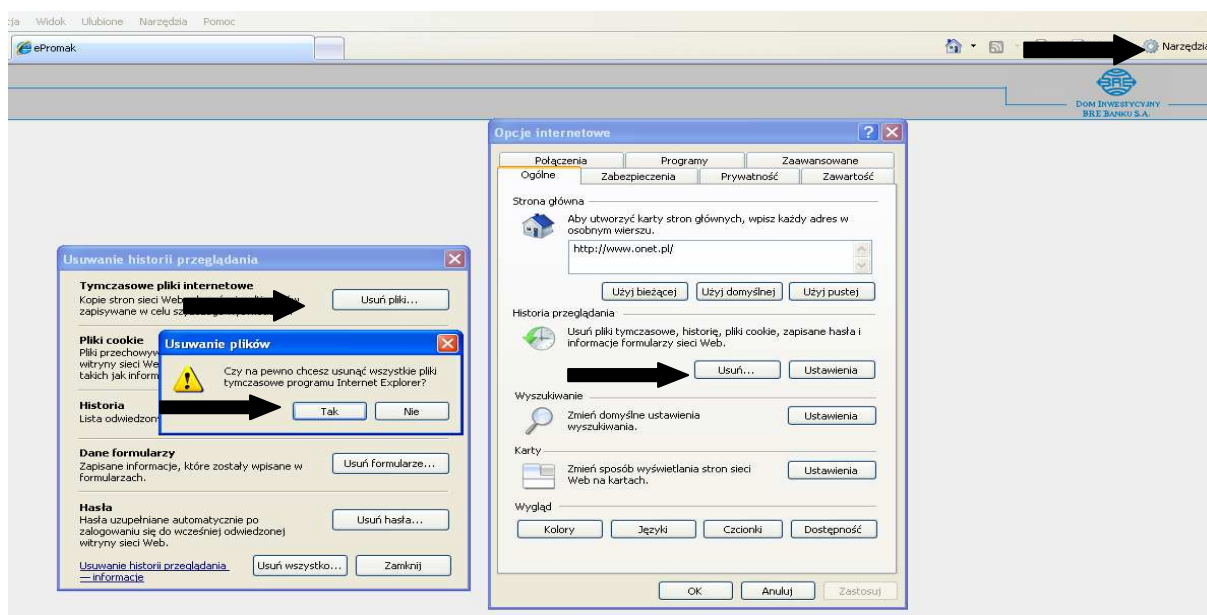 Widok Ulubione Narzędzia Pomoc
ePromak
Narzędzia
DOM INWESTYCYJNY
BRE BANKU S.A.
Opcje internetowe
Połączenia Programy Zaawansowane
Ogólne Zabezpieczenia Prywatność Zawartość
Strona główna
Aby utworzyć karty stron głównych, wpisz każdy adres w
osobnym wierszu.
http://www.onet.pl/
Użyj bieżącej Użyj domyślnej Użyj pustej
Historia przeglądania
Usuń pliki tymczasowe, historię, pliki cookie, zapisane hasła i
informacje formularzy sieci Web.
Usuń... Ustawienia
Wyszukiwanie
Zmień domyślne ustawienia
wyszukiwania.
Ustawienia
Karty
Zmień sposób wyświetlania stron sieci
Web na kartach.
Ustawienia
Wygląd
Kolory Języki Czcionki Dostępność
OK Anuluj Zastosuj
Usuwanie historii przeglądania
Tymczasowe pliki internetowe
Kopie stron sieci Web
zapisywane w celu
Usuń pliki...
Pliki cookie
Pliki
witryny sieci
takich jak
Usuwanie plików
Czy na pewno chcesz usunąć wszystkie pliki
tymczasowe programu Internet Explorer?
Tak Nie
Historia
Lista
Dane formularzy
Zapisane informacje, które zostały wpisane w
formularzach.
Usuń formularze...
Hasła
Hasła uzupełniane automatycznie po
zalogowaniu się do wcześniej odwiedzonej
witryny sieci Web.
Usuń hasła...
Usuwanie historii przeglądania
— informacje
Usuń wszystko... Zamknij